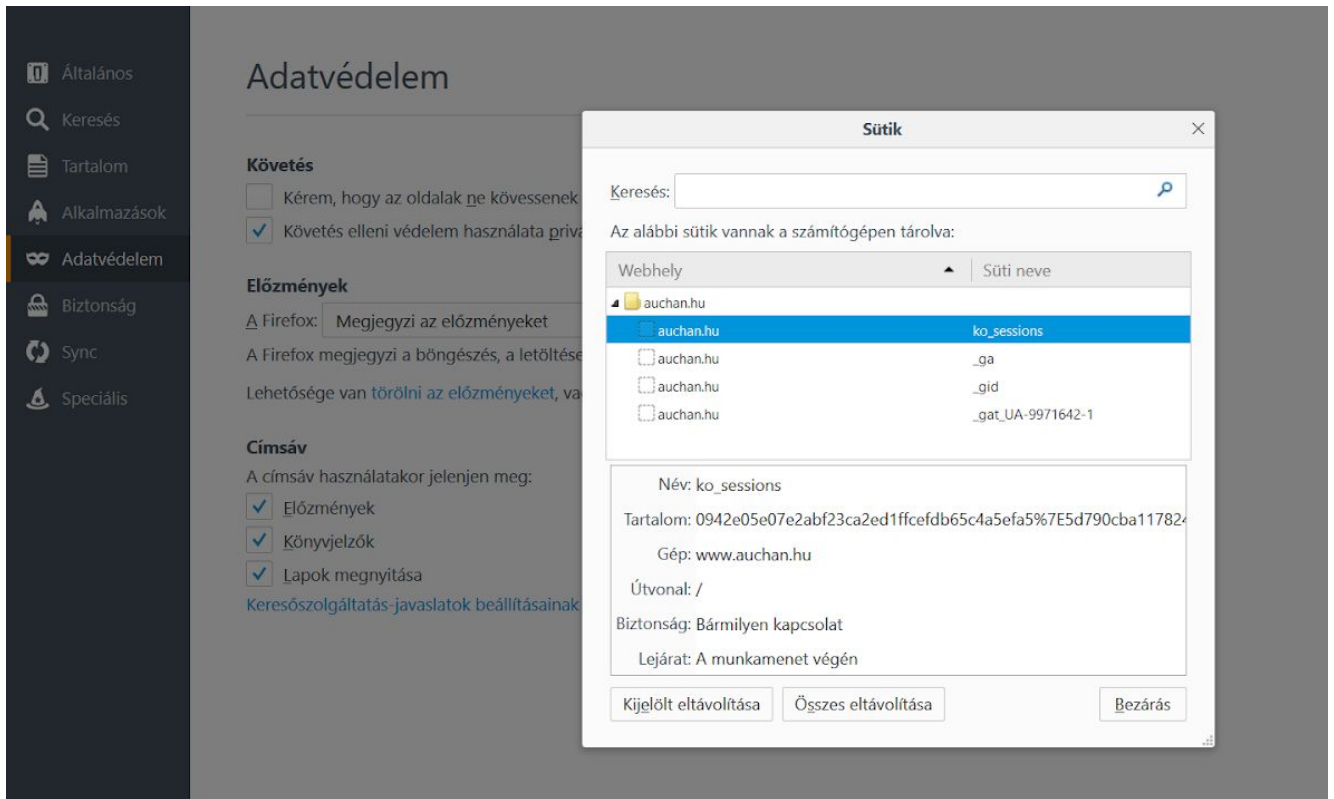 Általános
Keresés
Tartalom
Alkalmazások
Adatvédelem
Biztonság
Sync
Speciális
Adatvédelem
Követés
Kérem, hogy az oldalak ne kövessenek
Követés elleni védelem használata priva
Előzmények
A Firefox: Megjegyzi az előzményeket
A Firefox megjegyzi a böngészés, a letöltése
Lehetősége van törölni az előzményeket, va
Címsáv
A címsáv használatakor jelenjen meg:
Előzmények
Könyvjelzők
Lapok megnyitása
Keresőszolgáltatás-javaslatok beállításainak
Sütik
Keresés:
Az alábbi sütik vannak a számítógépen tárolva:
Webhely Süti neve
auchan.hu
auchan.hu ko_sessions
auchan.hu _ga
auchan.hu _gid
auchan.hu _gat_UA-9971642-1
Név: ko_sessions
Tartalom: 0942e05e07e2abf23ca2ed1ffcefdb65c4a5efa5%7E5d790cba117824
Gép: www.auchan.hu
Útvonal: /
Biztonság: Bármilyen kapcsolat
Lejárat: A munkamenet végén
Kijelölt eltávolítása Összes eltávolítása Bezárás